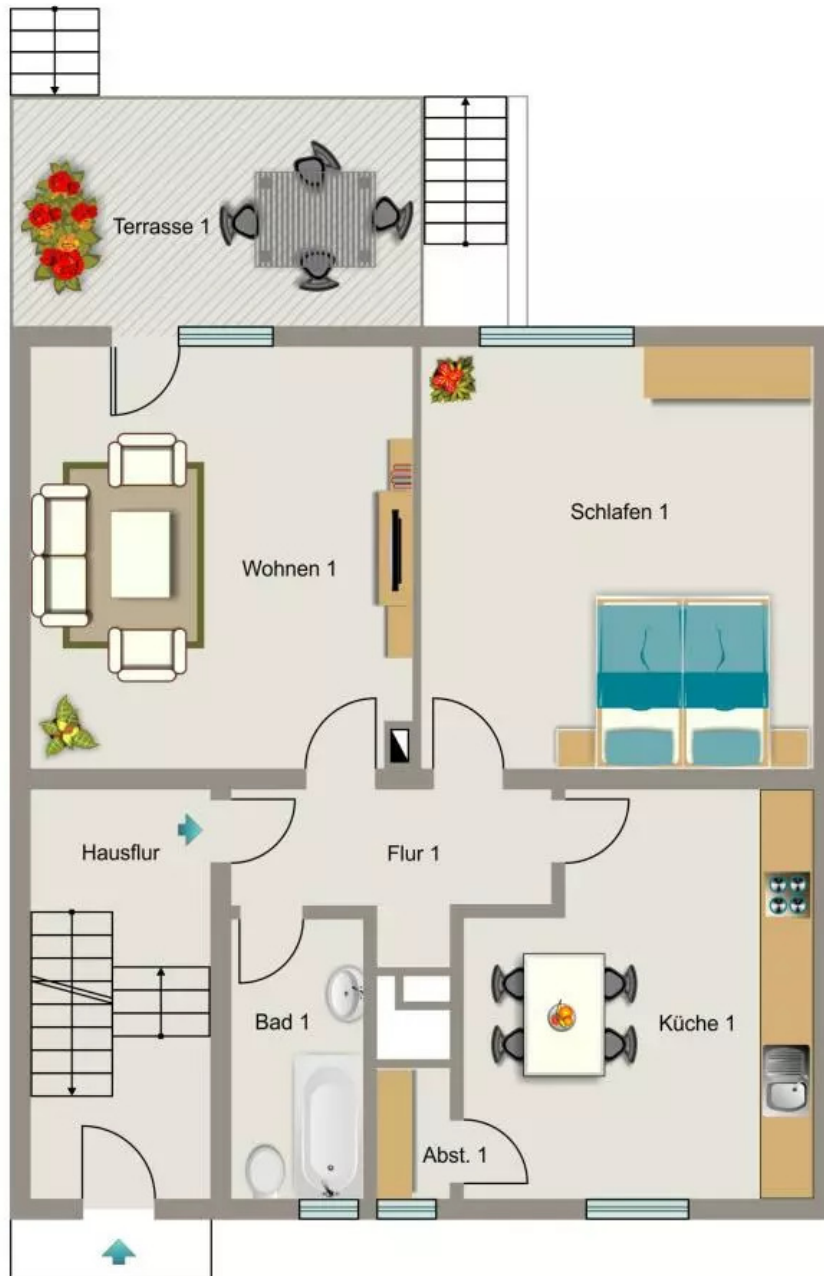 Terrasse 1
Schlafen 1
Wohnen 1
Hausflur
Flur 1
Bad 1
Küche 1
Abst. 1